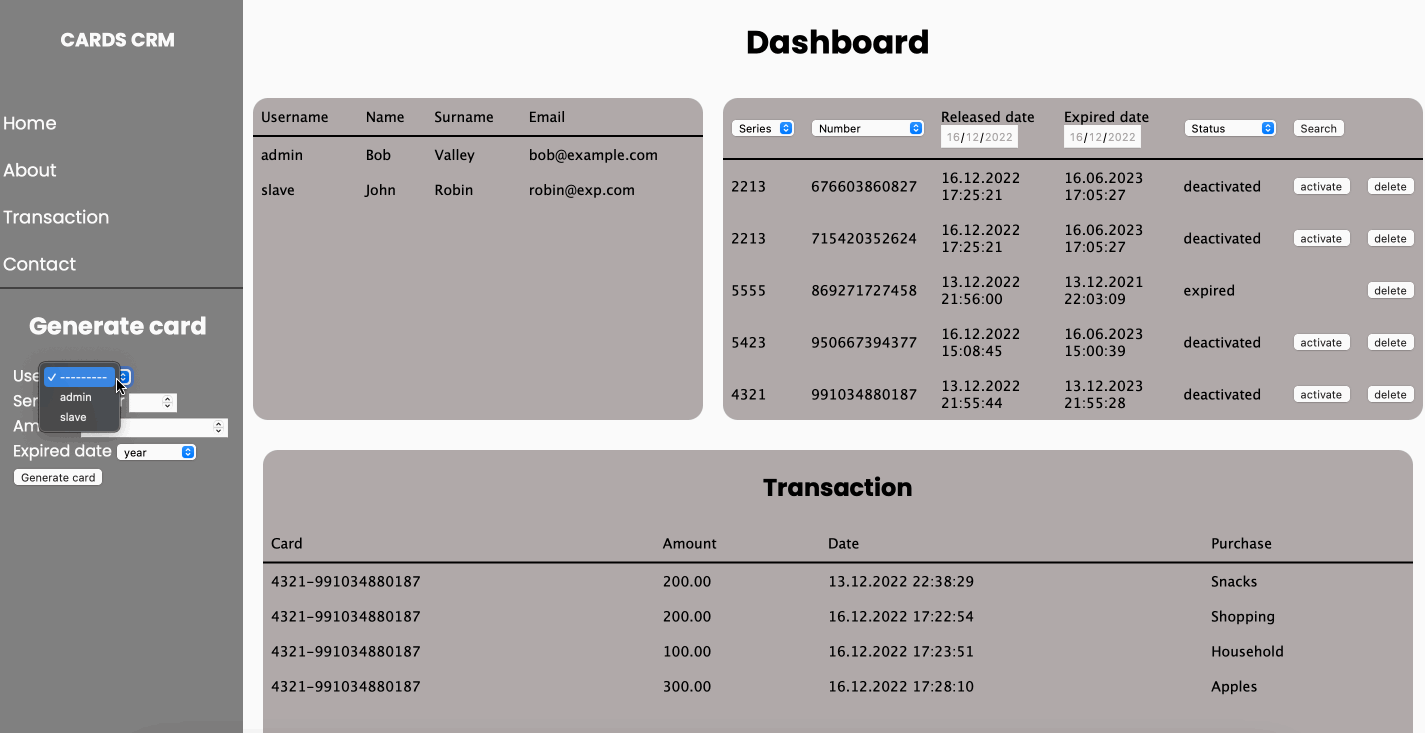 CARDS CRM
Home
About
Transaction
Contact
Generate card
Use
✓ ---------
admin
slave
Ser r
Am
Expired date year
Generate card
Dashboard
Username Name Surname Email
admin Bob Valley bob@example.com
slave John Robin robin@exp.com
Series Number Released date Expired date Status Search
16/12/2022 16/12/2022
2213 676603860827 16.12.2022 16.06.2023 deactivated activate delete
17:25:21 17:05:27
2213 715420352624 16.12.2022 16.06.2023 deactivated activate delete
17:25:21 17:05:27
5555 869271727458 13.12.2022 13.12.2021 expired delete
21:56:00 22:03:09
5423 950667394377 16.12.2022 16.06.2023 deactivated activate delete
15:08:45 15:00:39
4321 991034880187 13.12.2022 13.12.2023 deactivated activate delete
21:55:44 21:55:28
Transaction
Card Amount Date Purchase
4321-991034880187 200.00 13.12.2022 22:38:29 Snacks
4321-991034880187 200.00 16.12.2022 17:22:54 Shopping
4321-991034880187 100.00 16.12.2022 17:23:51 Household
4321-991034880187 300.00 16.12.2022 17:28:10 Apples